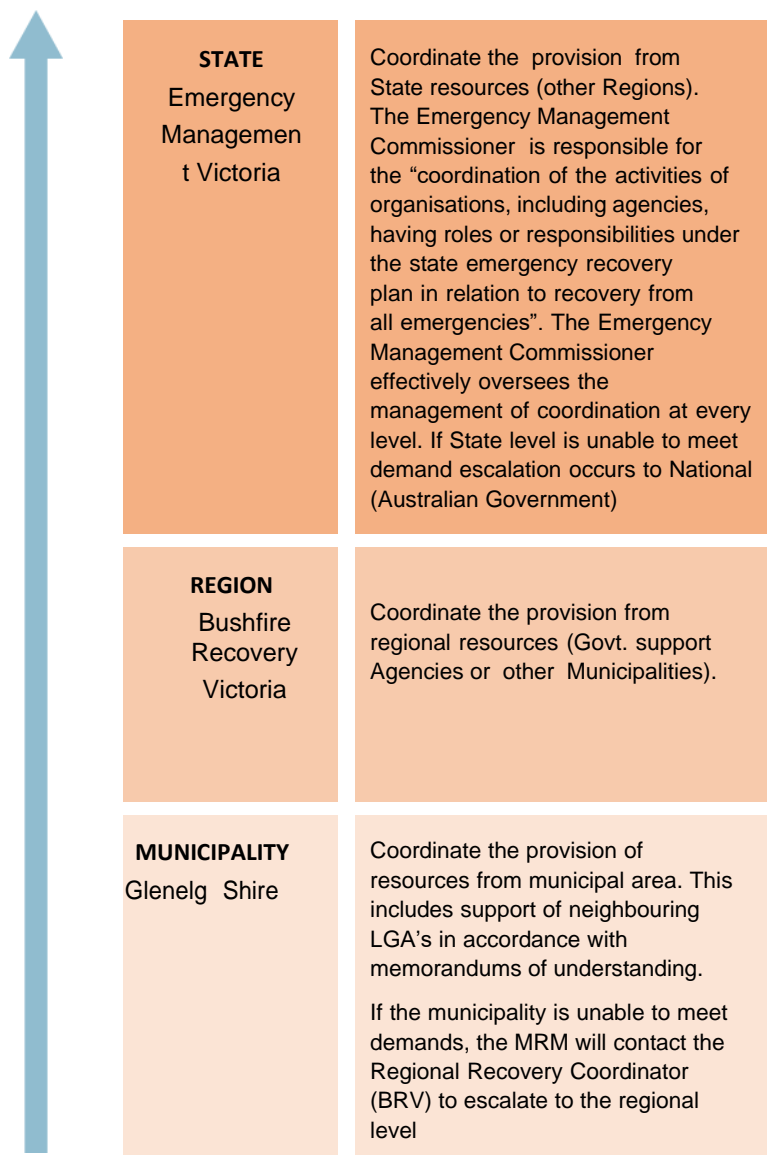 STATE
Emergency
Managemen
t Victoria
Coordinate the provision from
State resources (other Regions).
The Emergency Management
Commissioner is responsible for
the “coordination of the activities of
organisations, including agencies,
having roles or responsibilities under
the state emergency recovery
plan in relation to recovery from
all emergencies”. The Emergency
Management Commissioner
effectively oversees the
management of coordination at every
level. If State level is unable to meet
demand escalation occurs to National
(Australian Government)
REGION
Bushfire
Recovery
Victoria
Coordinate the provision from
regional resources (Govt. support
Agencies or other Municipalities).
MUNICIPALITY
Glenelg Shire
Coordinate the provision of
resources from municipal area. This
includes support of neighbouring
LGA’s in accordance with
memorandums of understanding.
If the municipality is unable to meet
demands, the MRM will contact the
Regional Recovery Coordinator
(BRV) to escalate to the regional
level